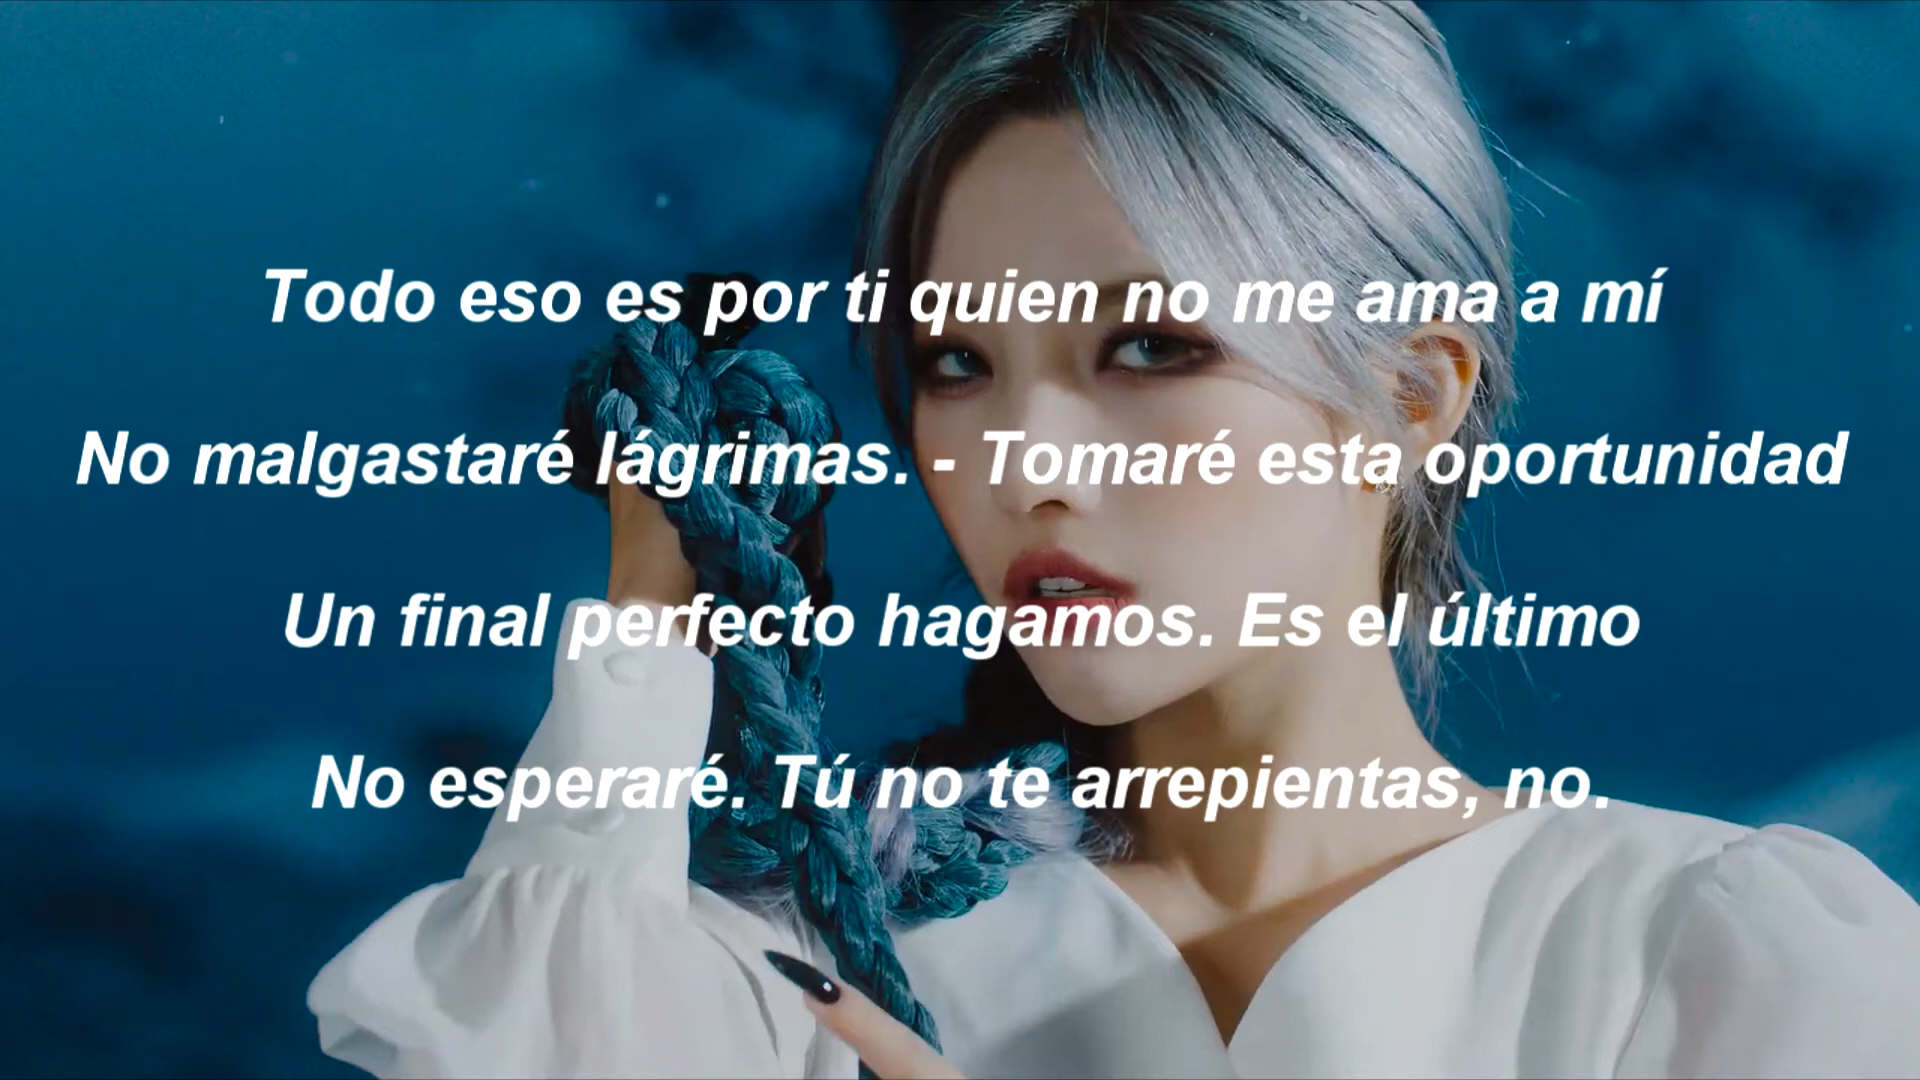 Todo eso es por ti quien no me ama a mí
No malgastaré lágrimas. - Tomaré esta oportunidad
Un final perfecto hagamos. Es el último
No esperaré. Tú no te arrepientas, no.